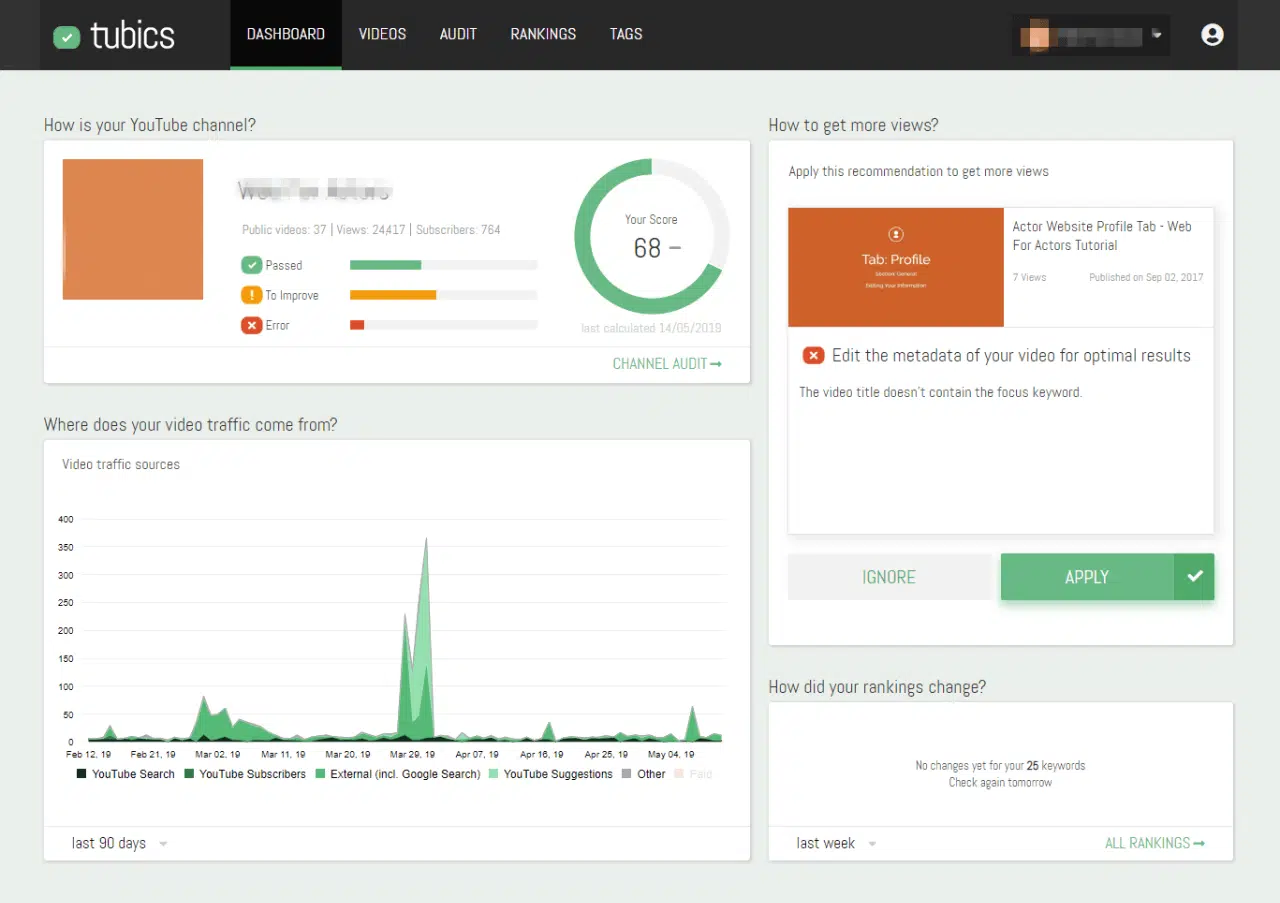 tubics
DASHBOARD
VIDEOS
AUDIT
RANKINGS
TAGS
How is your YouTube channel?
Public videos: 37 | Views: 24,417 | Subscribers: 764
Passed
To Improve
Error
Your Score
68 –
last calculated 14/05/2019
CHANNEL AUDIT
Where does your video traffic come from?
Video traffic sources
400
350
300
250
200
150
100
50
0
Feb 12, 19 Feb 21, 19 Mar 02, 19 Mar 11, 19 Mar 20, 19 Mar 29, 19 Apr 07, 19 Apr 16, 19 Apr 25, 19 May 04, 19
YouTube Search YouTube Subscribers External (incl. Google Search) YouTube Suggestions Other Paid
last 90 days
How to get more views?
Apply this recommendation to get more views
Tab: Profile
Section: General
Editing Your Information
Actor Website Profile Tab - Web
For Actors Tutorial
7 Views
Published on Sep 02, 2017
Edit the metadata of your video for optimal results
The video title doesn't contain the focus keyword.
IGNORE
APPLY
How did your rankings change?
No changes yet for your 25 keywords
Check again tomorrow
last week
ALL RANKINGS